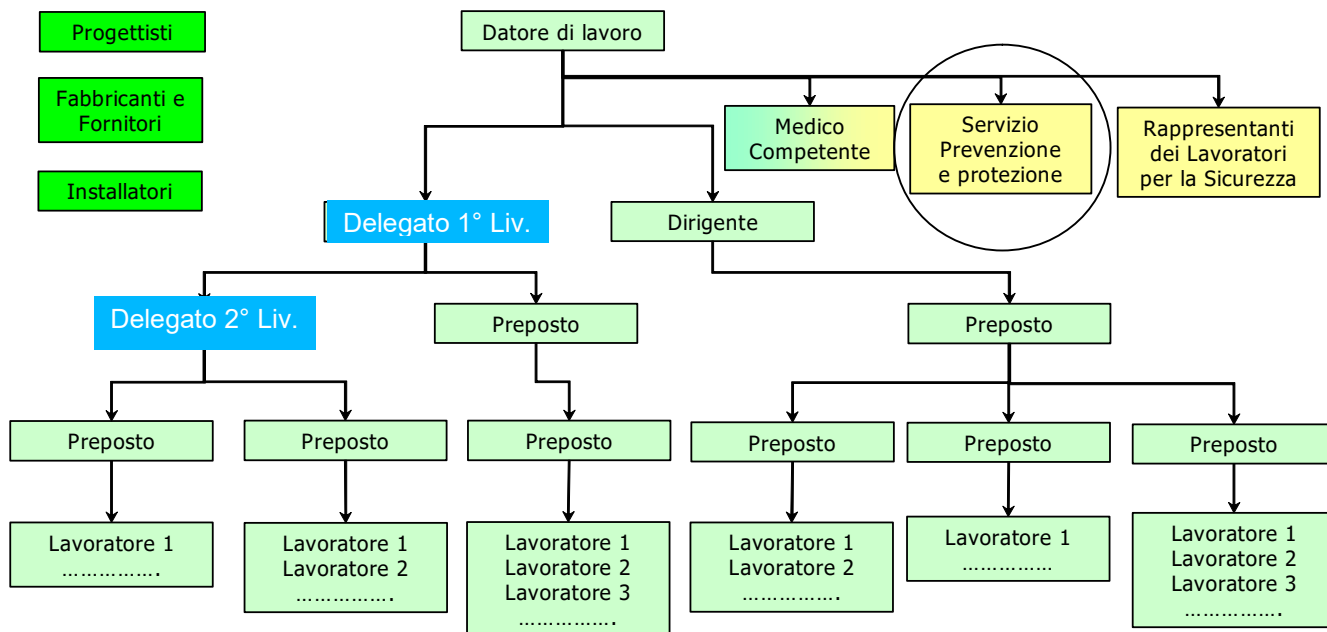 Progettisti
Datore di lavoro
Fabbricanti e
Fornitori
Medico
Competente
Servizio
Prevenzione
e protezione
Rappresentanti
dei Lavoratori
per la Sicurezza
Installatori
Delegato 1° Liv.
Dirigente
Delegato 2° Liv.
Preposto
Preposto
Preposto
Preposto
Preposto
Preposto
Preposto
Preposto
Lavoratore 1
…………….
Lavoratore 1
Lavoratore 2
…………….
Lavoratore 1
Lavoratore 2
Lavoratore 3
…………….
Lavoratore 1
Lavoratore 2
…………….
Lavoratore 1
……………
Lavoratore 1
Lavoratore 2
Lavoratore 3
…………….